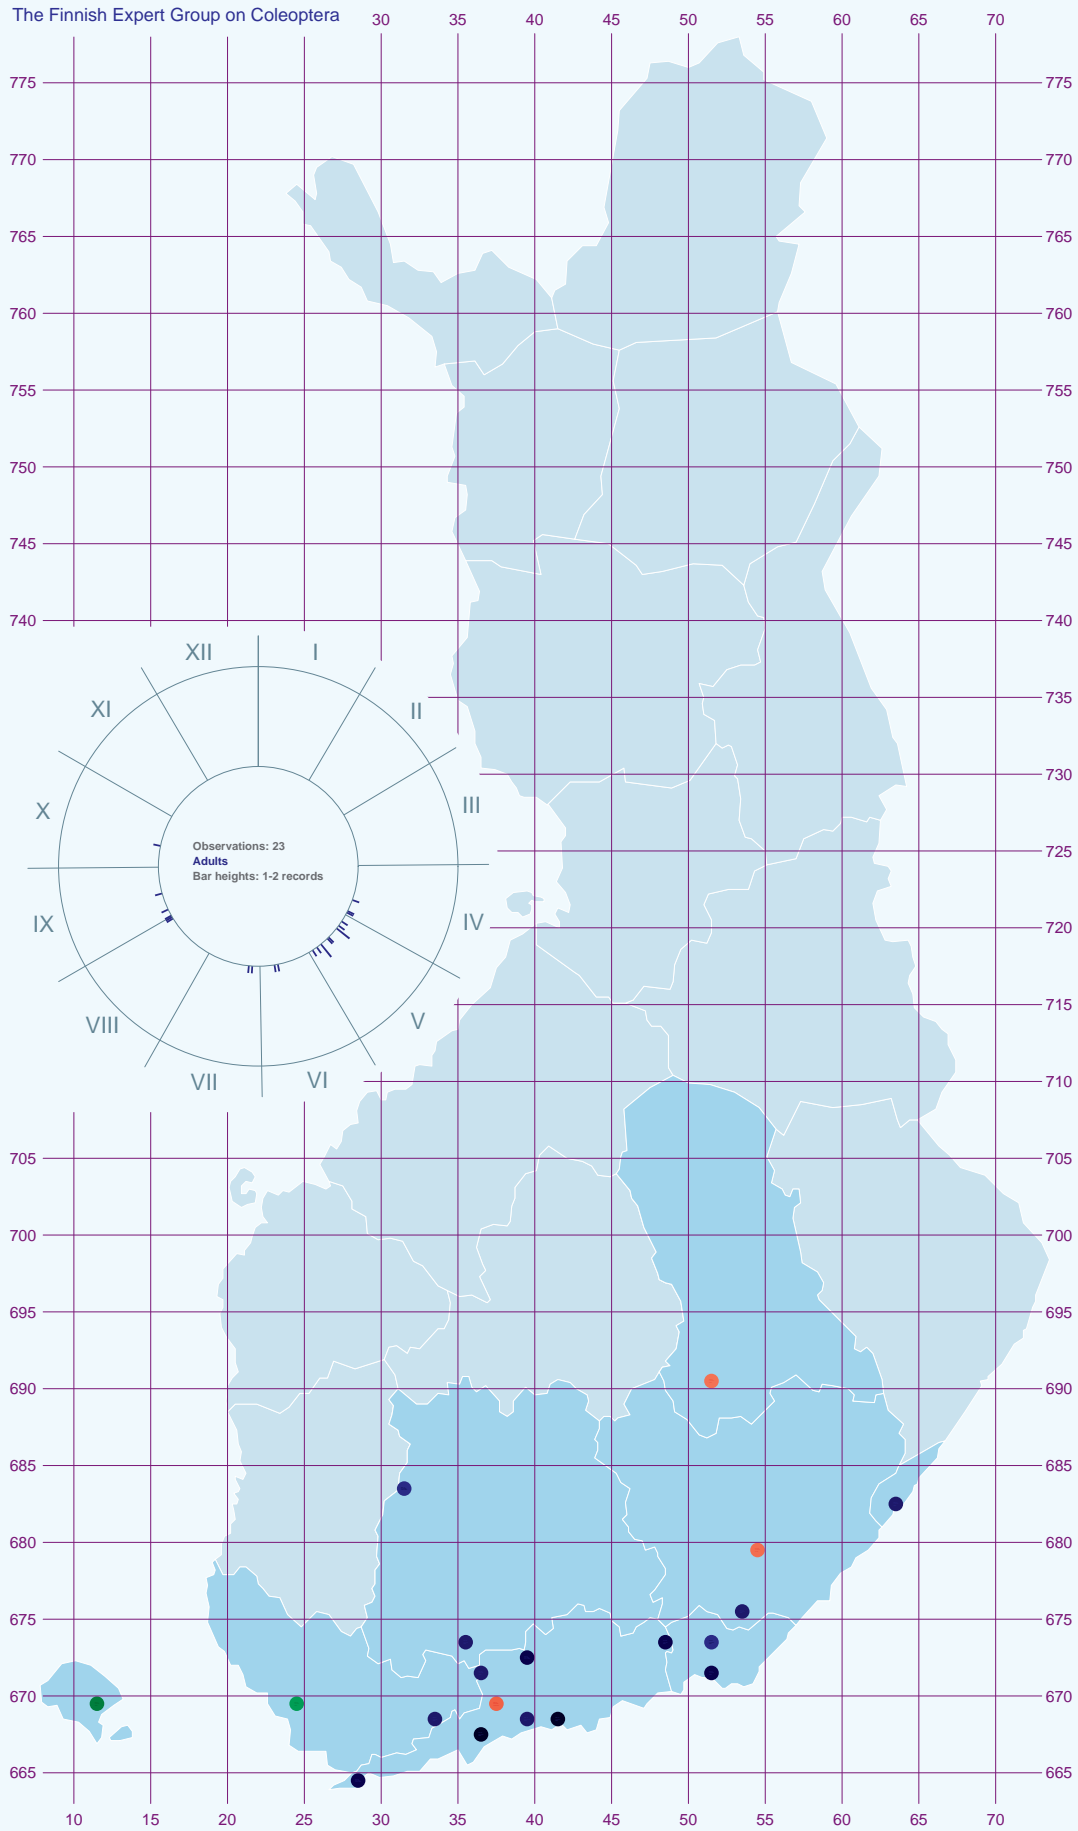 The Finnish Expert Group on Coleoptera
30 35 40 45 50 55 60 65 70
775 775
770 770
765 765
760 760
755 755
750 750
745 745
740 740
XII I
XI II
735
730
X III
725
Observations: 23
Adults
Bar heights: 1-2 records
IX IV
720
715
VIII V
VII VI
710
705 705
700 700
695 695
690 690
685 685
680 680
675 675
670 670
665 665
10 15 20 25 30 35 40 45 50 55 60 65 70